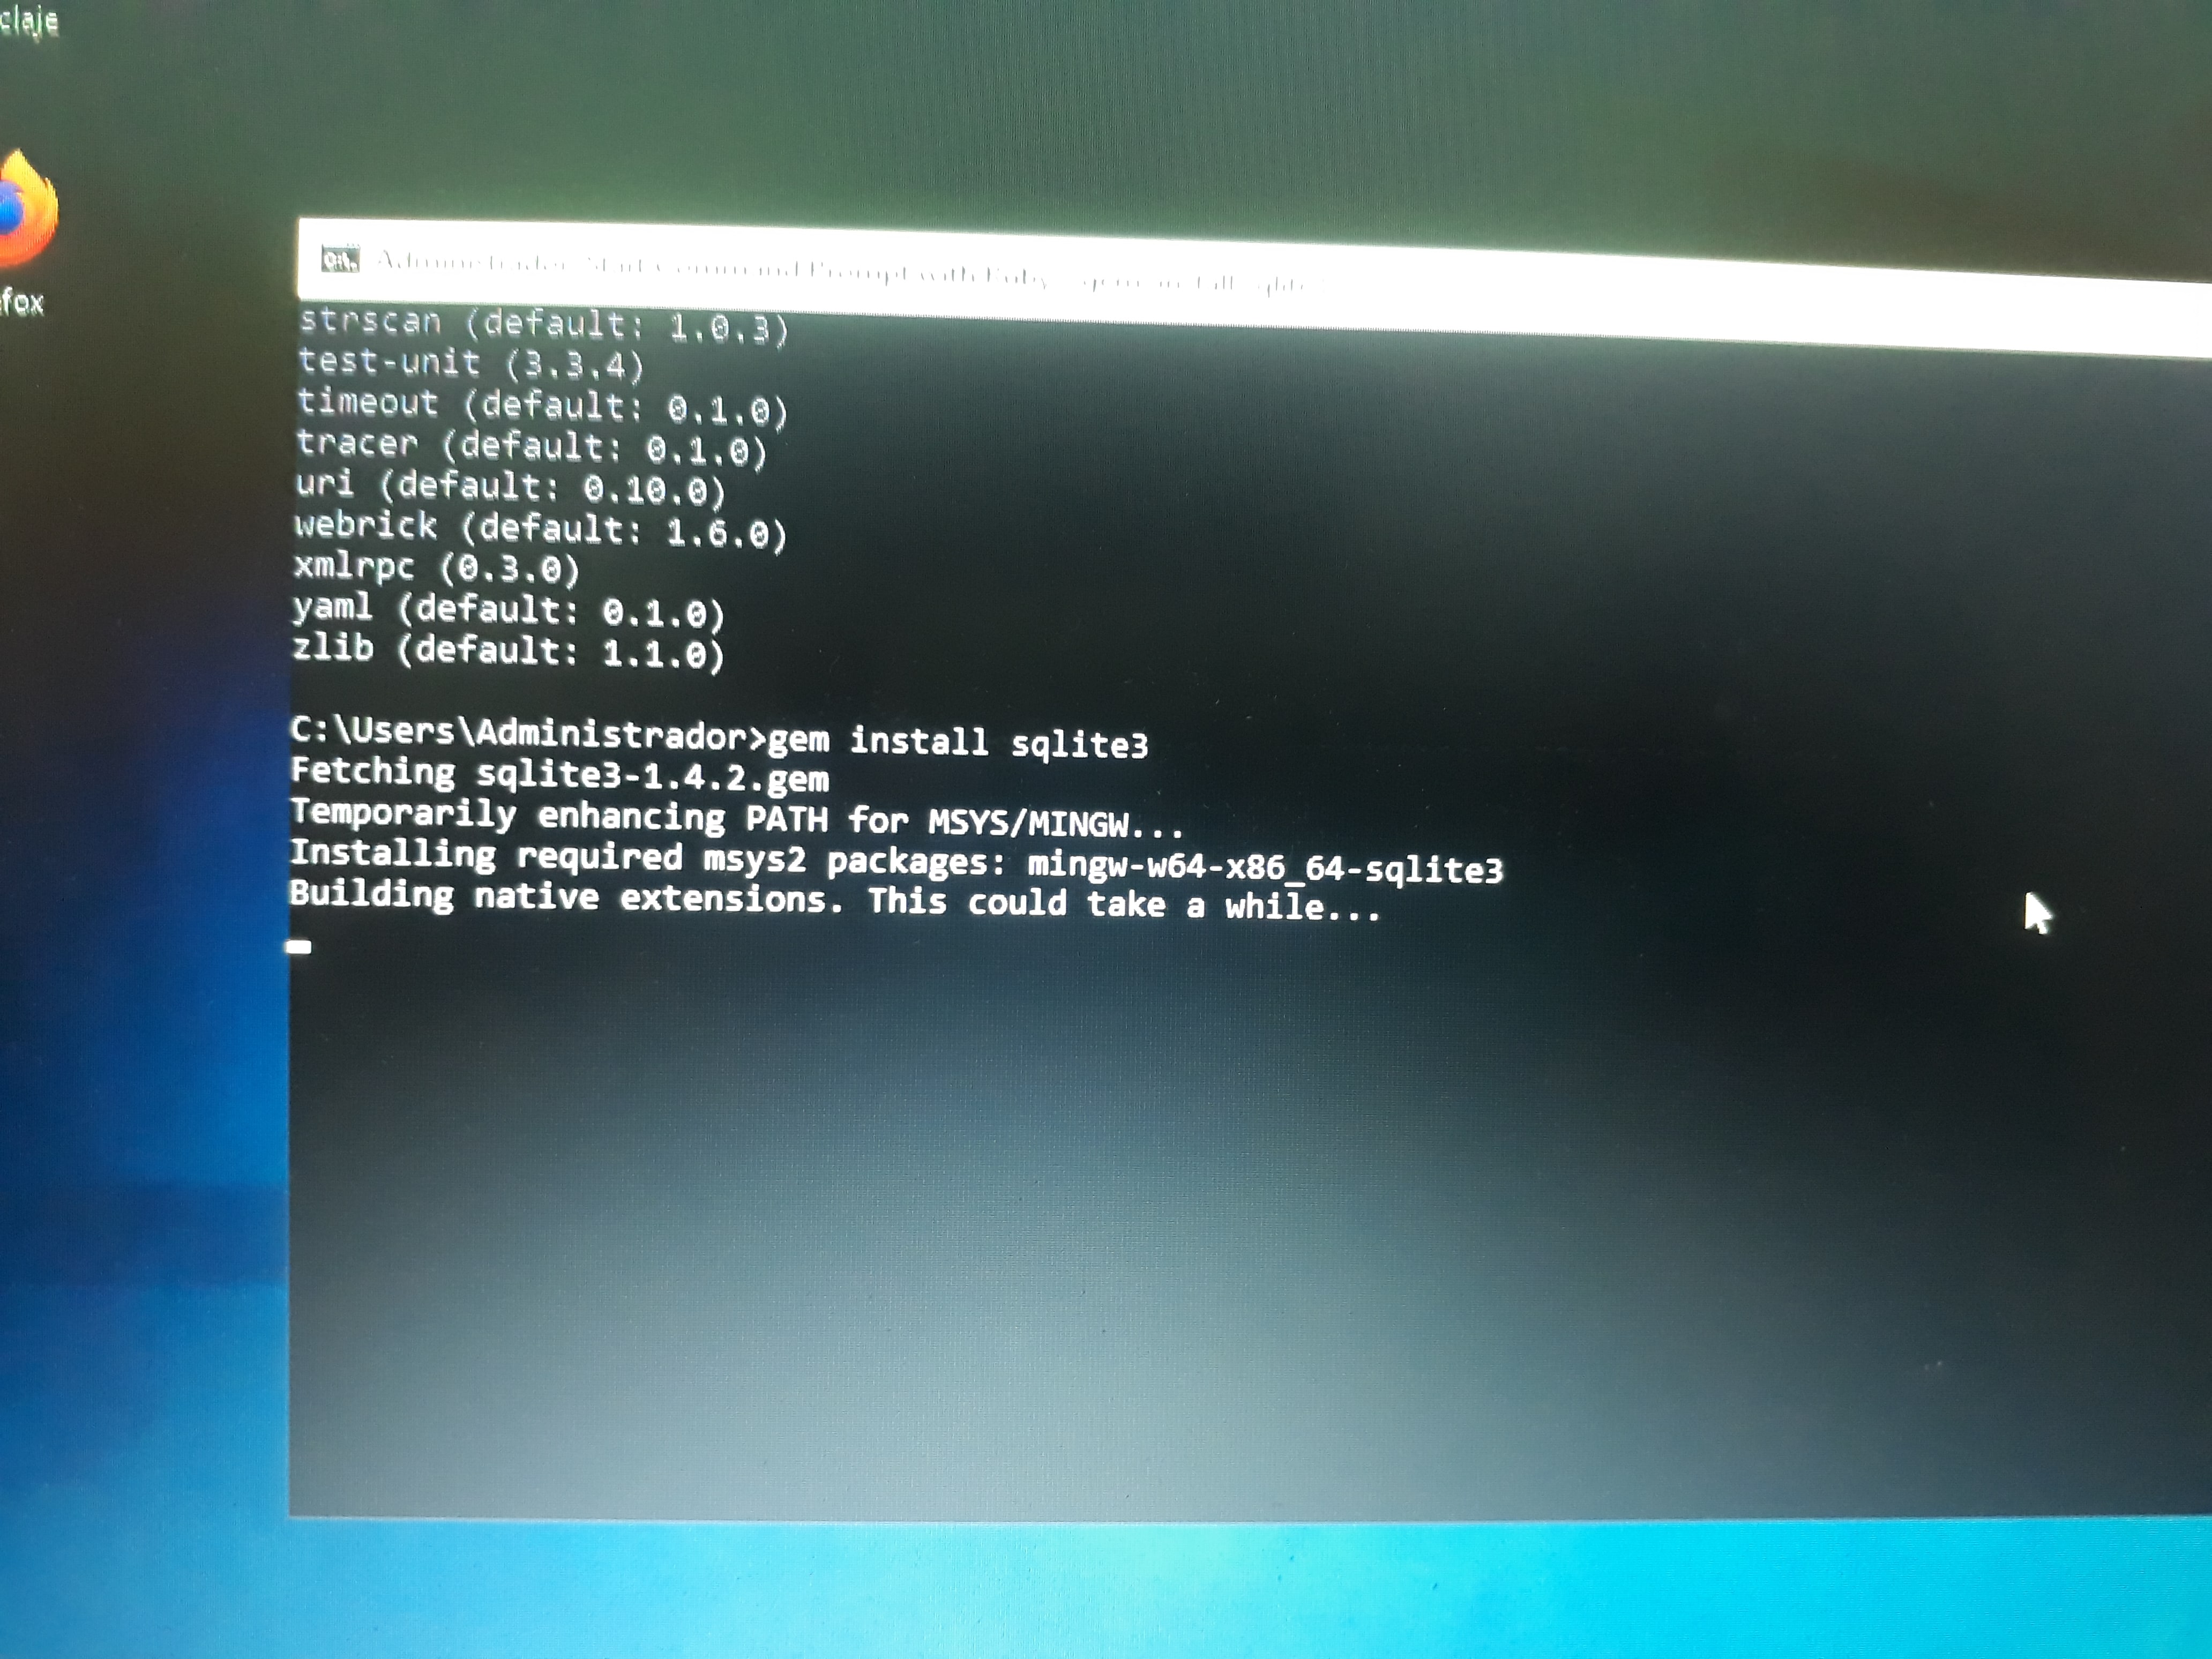 claje
fox
Administrador: Start Command Prompt with Ruby - gem install sqlite3
strscan (default: 1.0.3)
test-unit (3.3.4)
timeout (default: 0.1.0)
tracer (default: 0.1.0)
uri (default: 0.10.0)
webrick (default: 1.6.0)
xmlrpc (0.3.0)
yaml (default: 0.1.0)
zlib (default: 1.1.0)
C:\Users\Administrador>gem install sqlite3
Fetching sqlite3-1.4.2.gem
Temporarily enhancing PATH for MSYS/MINGW...
Installing required msys2 packages: mingw-w64-x86_64-sqlite3
Building native extensions. This could take a while...